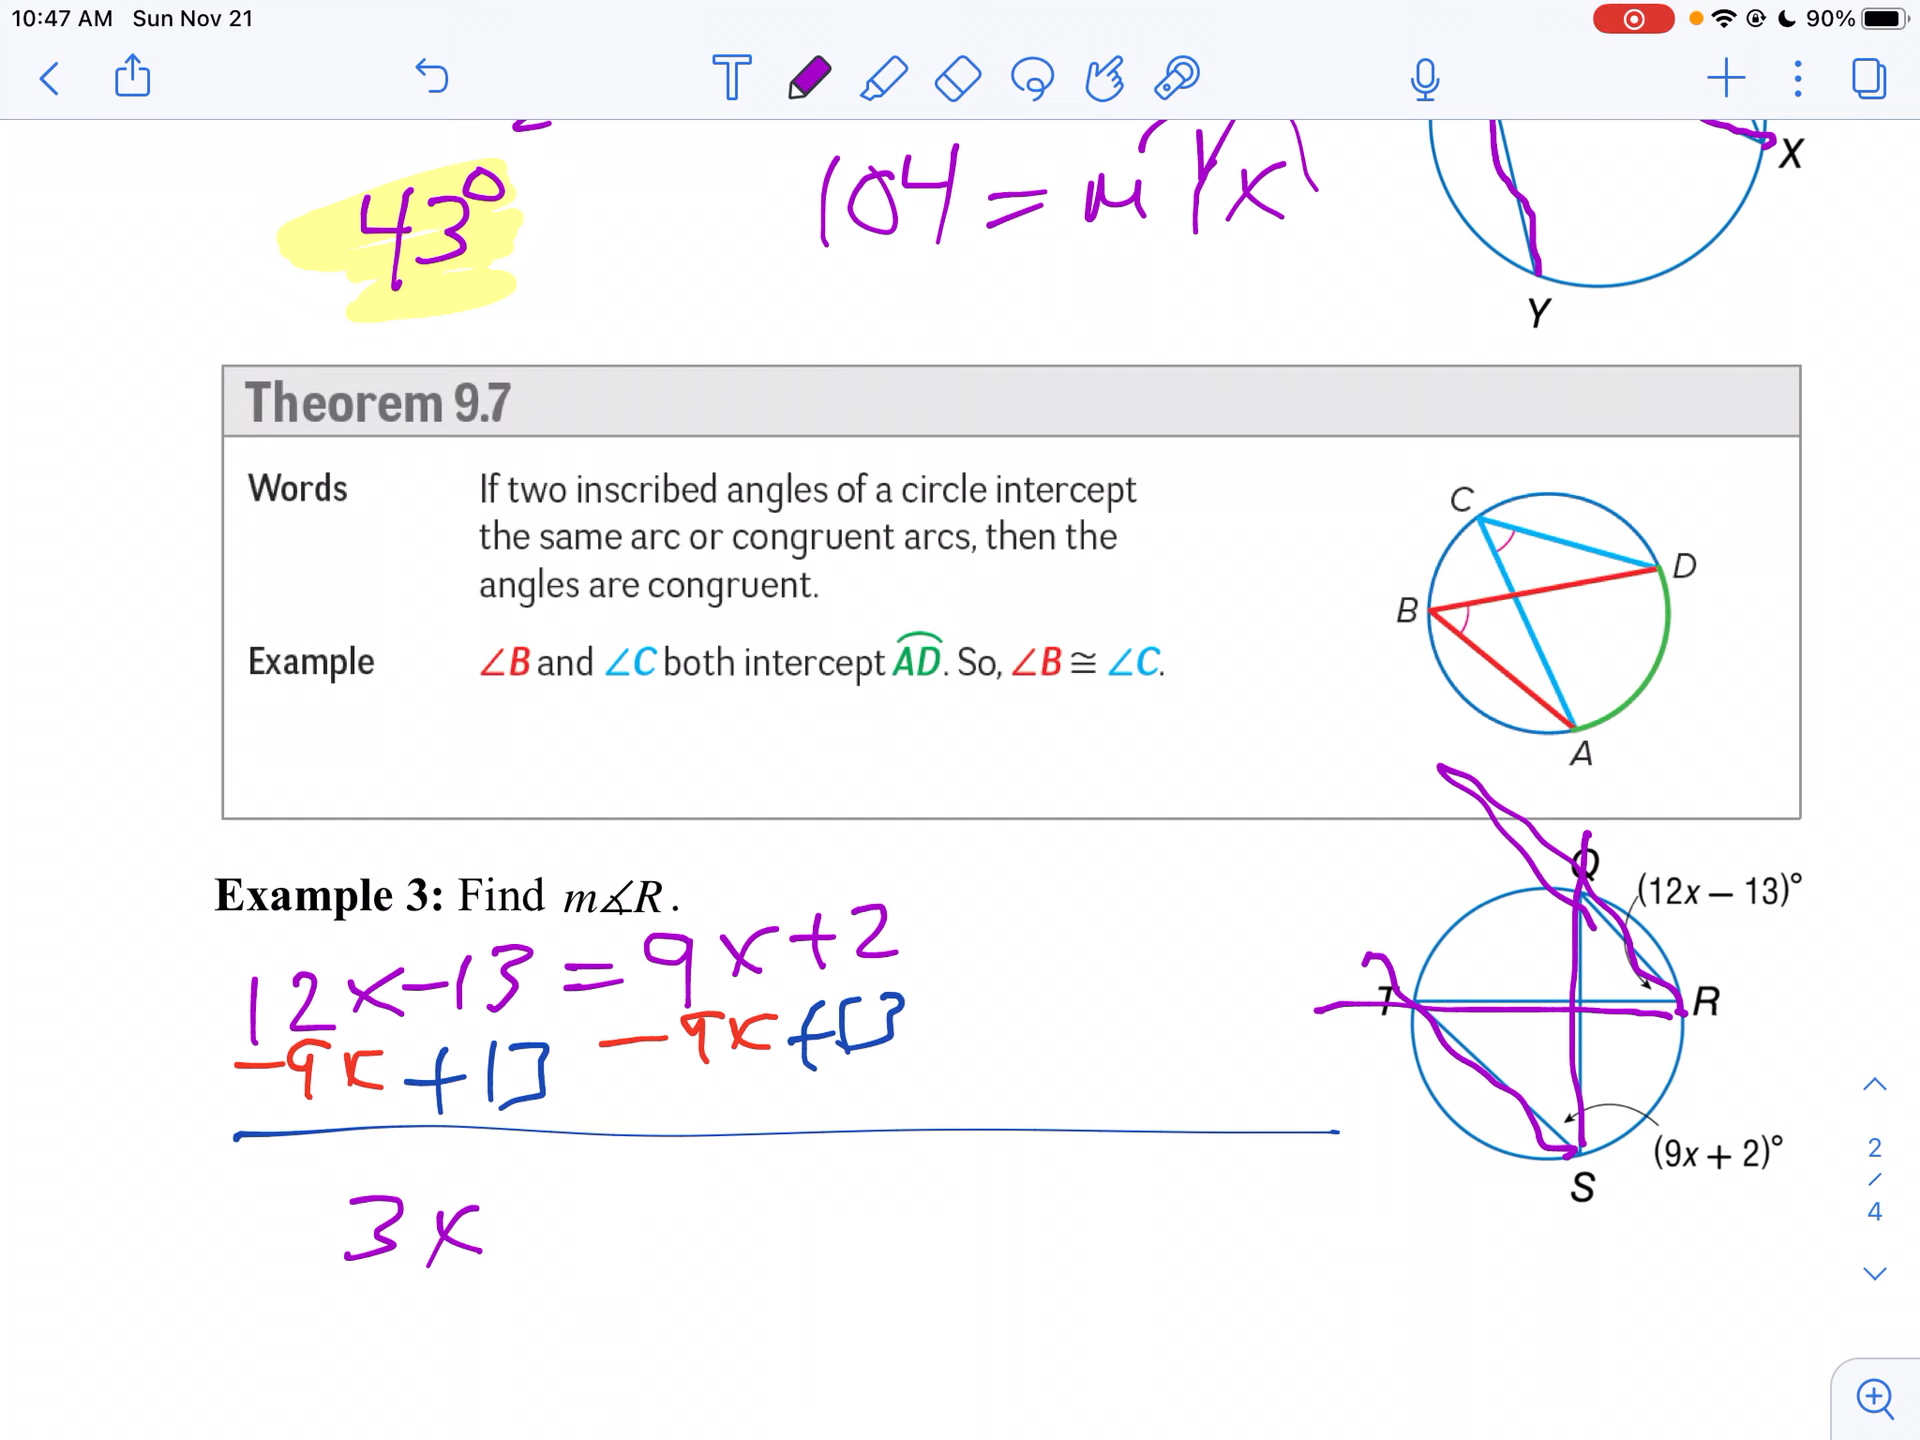 10:47 AM Sun Nov 21
90%
43°
104 = m YX
X
Y
Theorem 9.7
Words
If two inscribed angles of a circle intercept
the same arc or congruent arcs, then the
angles are congruent.
Example
∠B and ∠C both intercept AD. So, ∠B ≅ ∠C.
C
D
B
A
Example 3: Find m∡R.
12x-13 = 9x+2
-9x +13 -9x +13
3x
Q
(12x – 13)°
T
R
(9x + 2)°
S
2
/
4